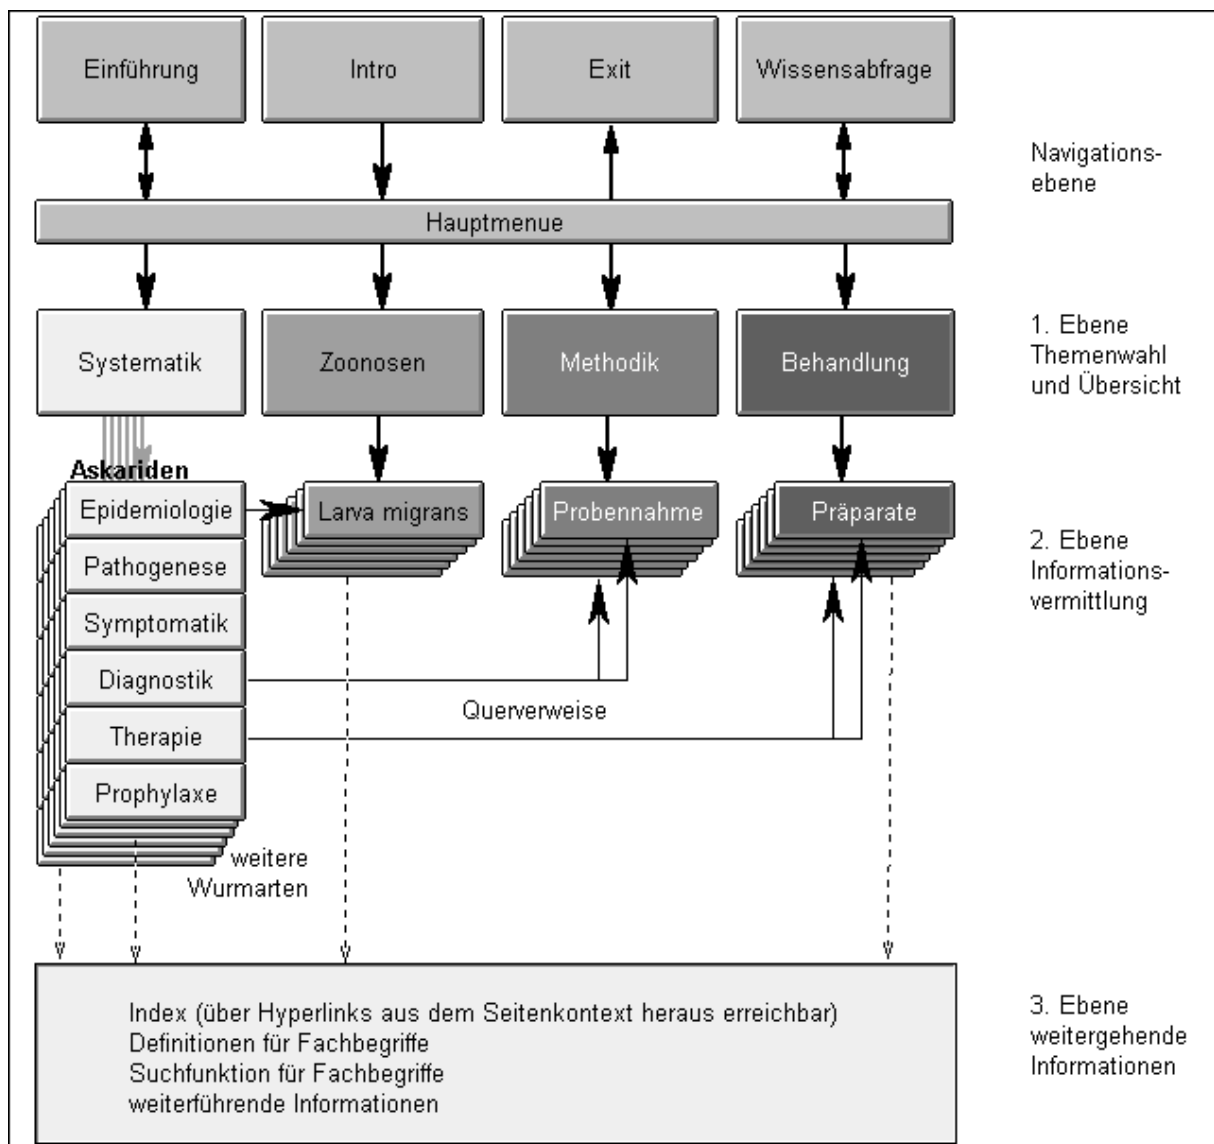 Einführung
Intro
Exit
Wissensabfrage
Navigations-
ebene
Hauptmenue
Systematik
Zoonosen
Methodik
Behandlung
1. Ebene
Themenwahl
und Übersicht
Askariden
Epidemiologie
Larva migrans
Probennahme
Präparate
Pathogenese
Symptomatik
Diagnostik
Therapie
Prophylaxe
2. Ebene
Informations-
vermittlung
Querverweise
weitere
Wurmarten
Index (über Hyperlinks aus dem Seitenkontext heraus erreichbar)
Definitionen für Fachbegriffe
Suchfunktion für Fachbegriffe
weiterführende Informationen
3. Ebene
weitergehende
Informationen